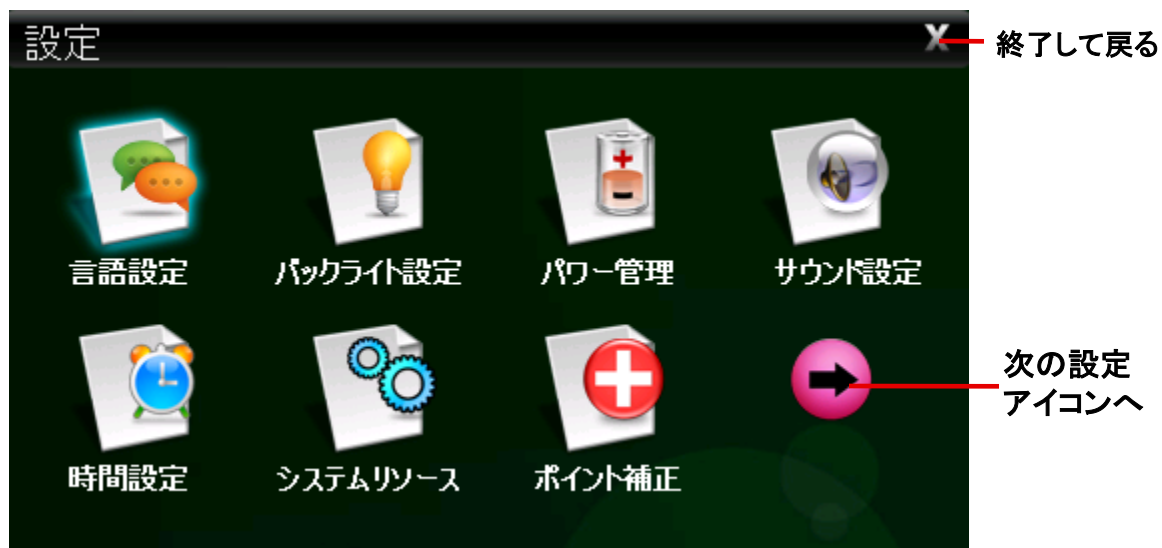 設定
X
終了して戻る
言語設定
バックライト設定
パワー管理
サウンド設定
次の設定
アイコンへ
時間設定
システムリソース
ポイント補正